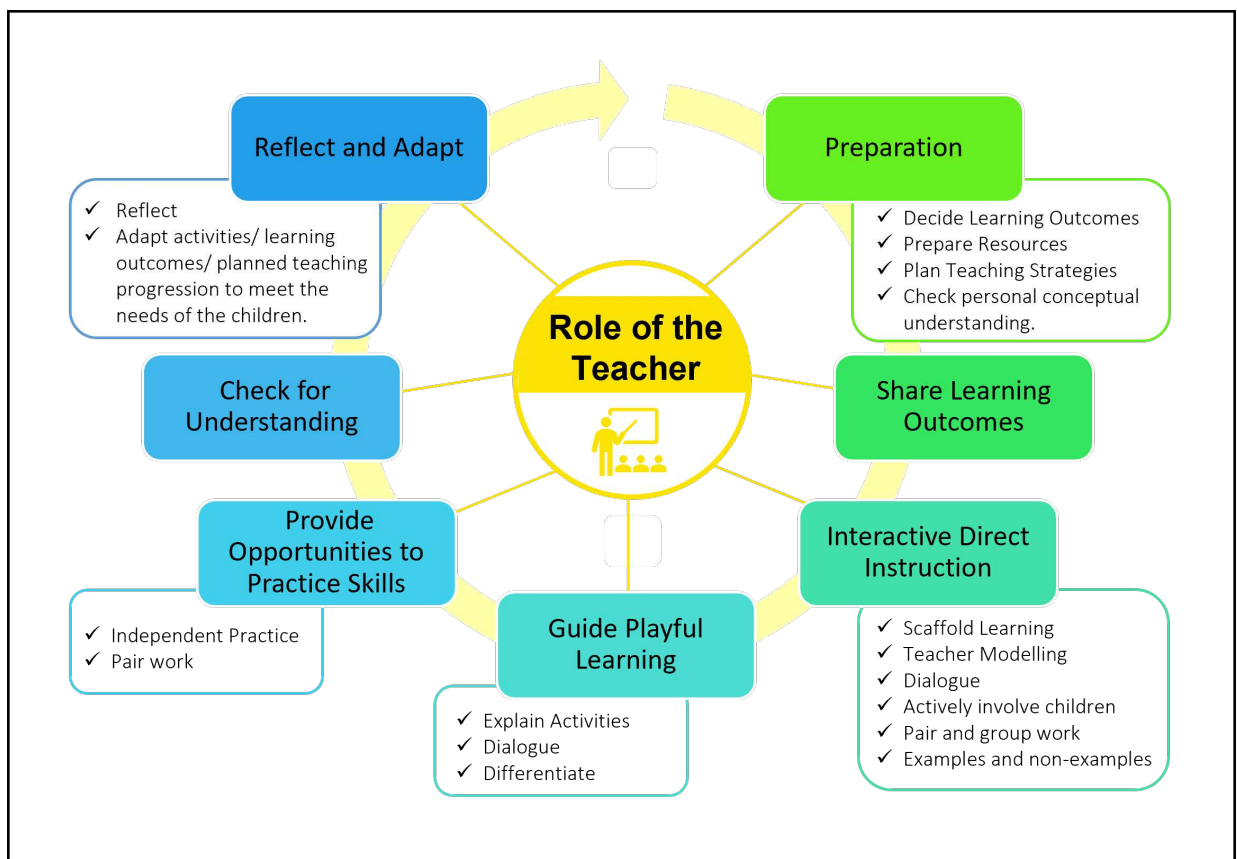 Role of the
Teacher
Preparation
✓ Decide Learning Outcomes
✓ Prepare Resources
✓ Plan Teaching Strategies
✓ Check personal conceptual
understanding.
Share Learning
Outcomes
Interactive Direct
Instruction
✓ Scaffold Learning
✓ Teacher Modelling
✓ Dialogue
✓ Actively involve children
✓ Pair and group work
✓ Examples and non-examples
Guide Playful
Learning
✓ Explain Activities
✓ Dialogue
✓ Differentiate
Provide
Opportunities to
Practice Skills
✓ Independent Practice
✓ Pair work
Check for
Understanding
Reflect and Adapt
✓ Reflect
✓ Adapt activities/ learning
outcomes/ planned teaching
progression to meet the
needs of the children.